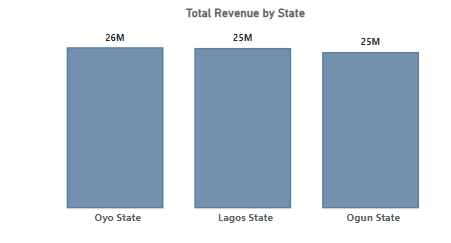 Total Revenue by State
26M
25M
25M
Oyo State
Lagos State
Ogun State